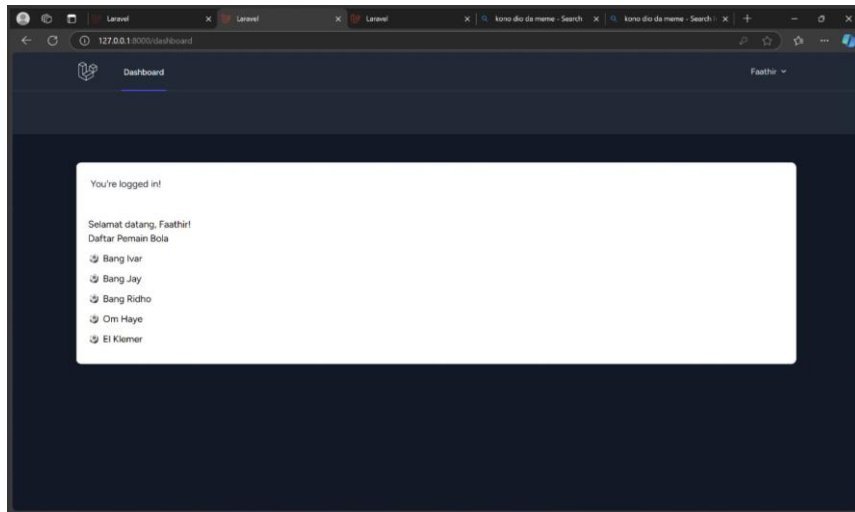 Laravel
Laravel
Laravel
kono dio da meme - Search
kono dio da meme - Search
127.0.0.1:8000/dashboard
Dashboard
Faathir
You're logged in!
Selamat datang, Faathir!
Daftar Pemain Bola
Bang Ivar
Bang Jay
Bang Ridho
Om Haye
El Klemer